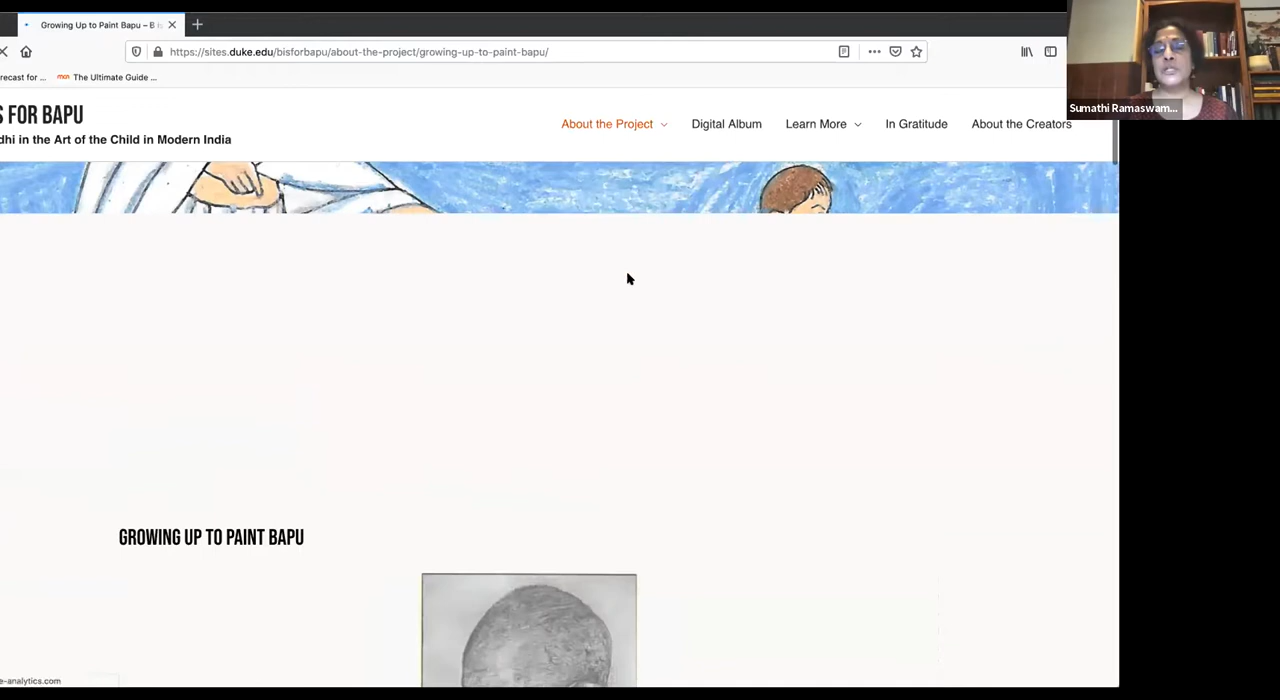 Growing Up to Paint Bapu – B is
https://sites.duke.edu/bisforbapu/about-the-project/growing-up-to-paint-bapu/
recast for ...
The Ultimate Guide ...
Sumathi Ramaswam...
S FOR BAPU
dhi in the Art of the Child in Modern India
About the Project
Digital Album
Learn More
In Gratitude
About the Creators
GROWING UP TO PAINT BAPU
e-analytics.com